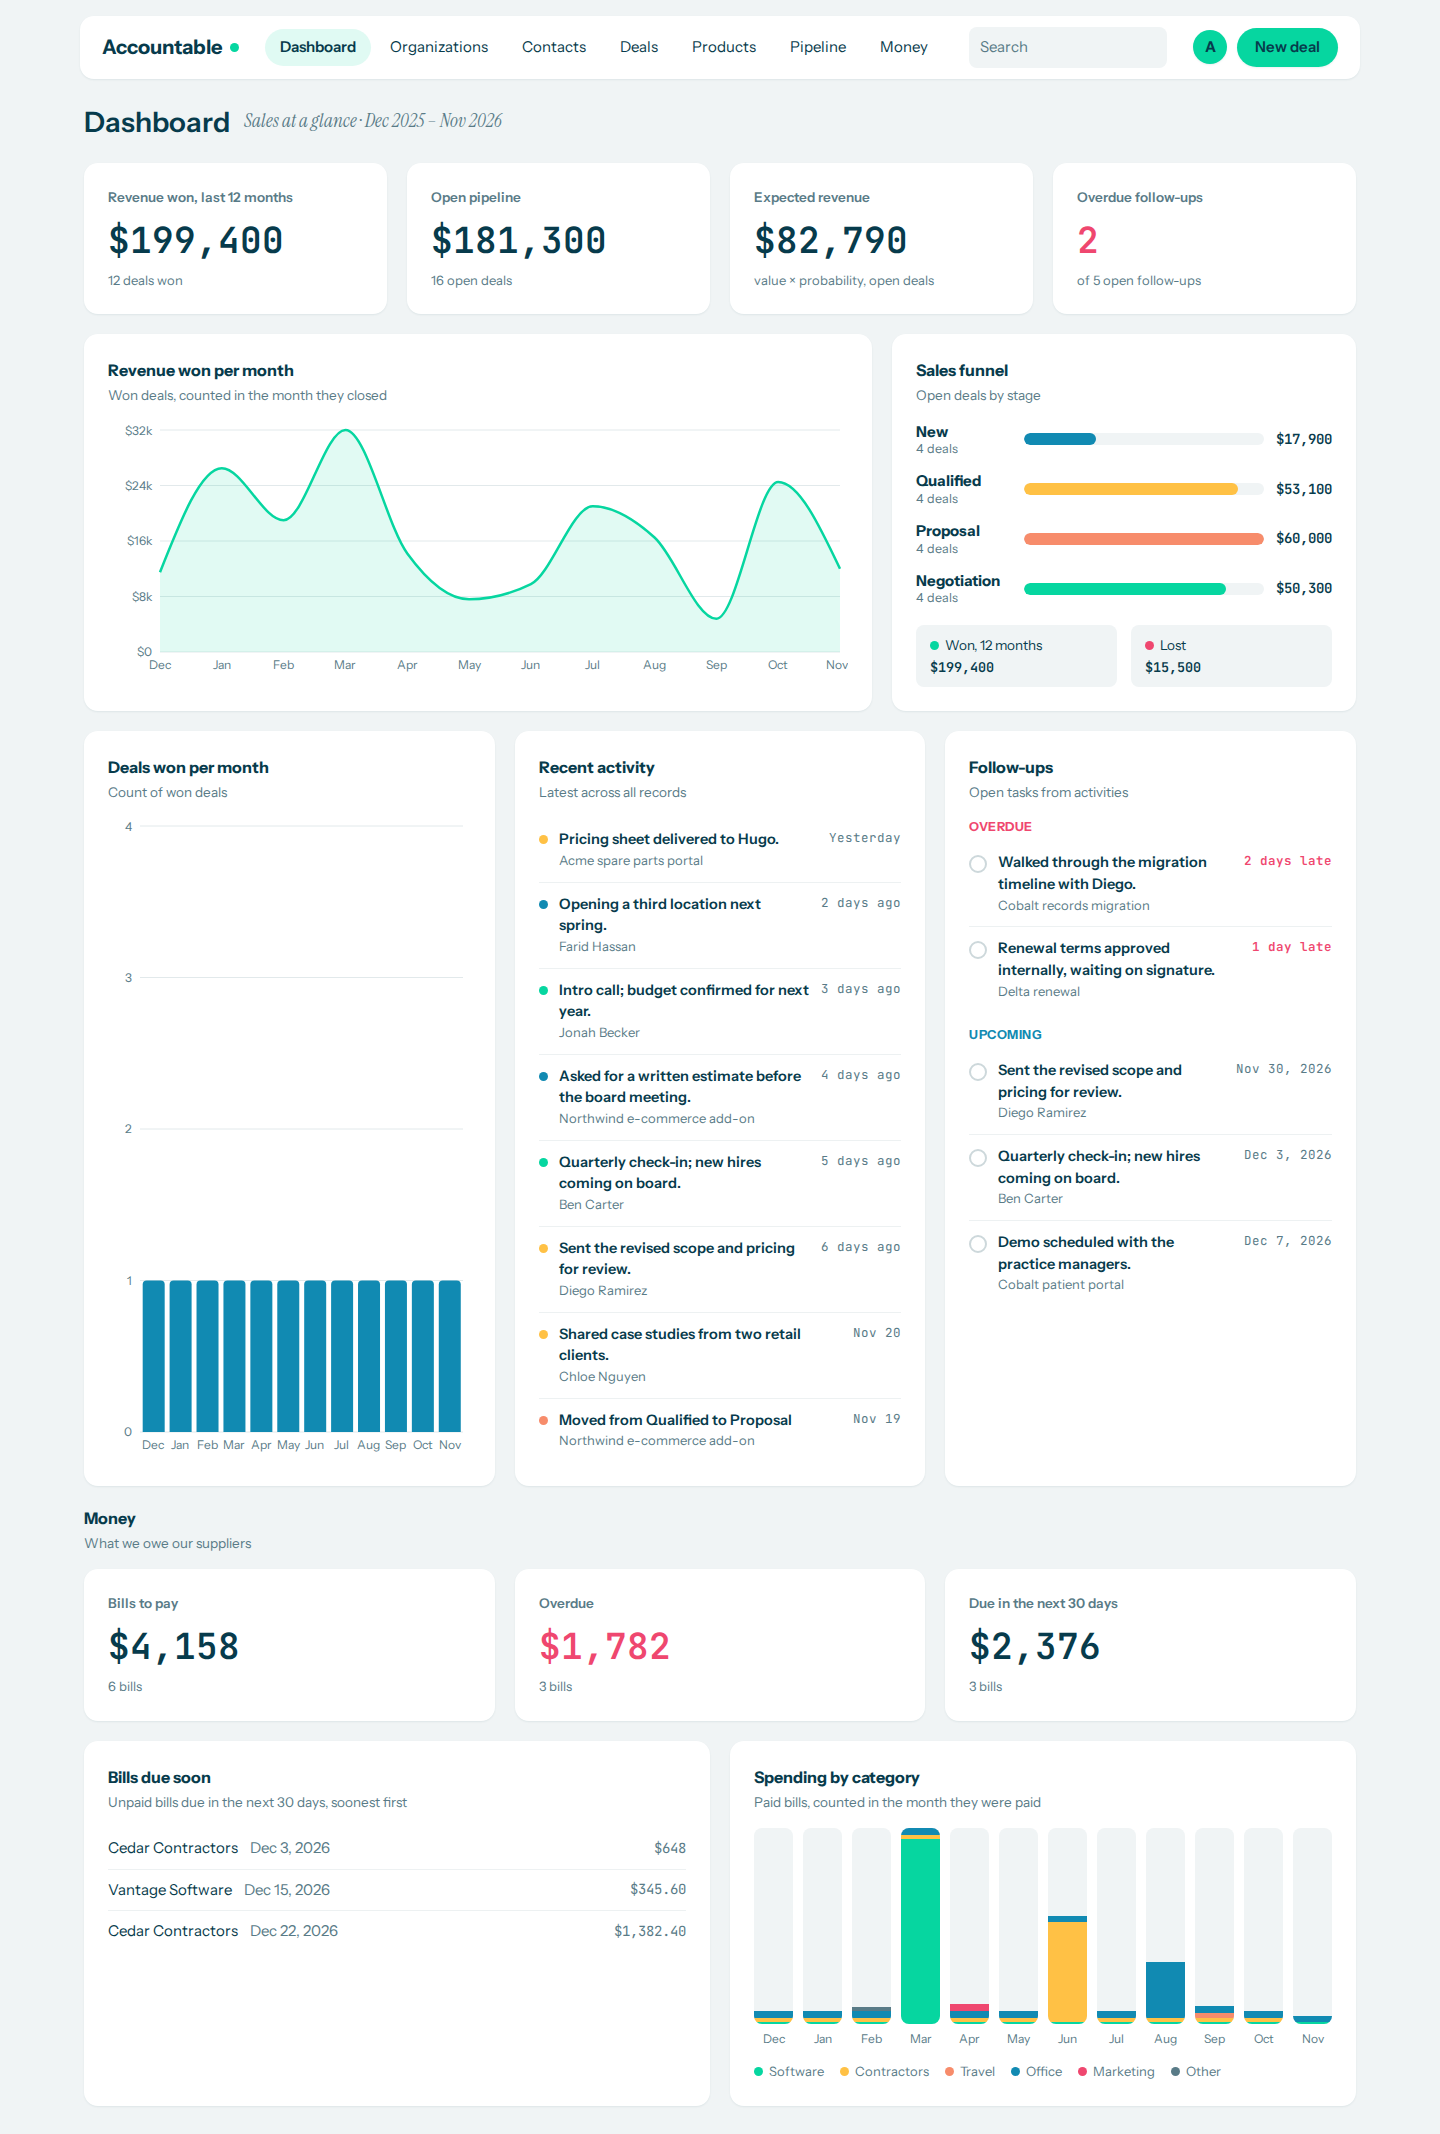 Accountable
Dashboard
Organizations
Contacts
Deals
Products
Pipeline
Money
Search
A
New deal
Dashboard
Sales at a glance · Dec 2025 – Nov 2026
Revenue won, last 12 months
$199,400
12 deals won
Open pipeline
$181,300
16 open deals
Expected revenue
$82,790
value × probability, open deals
Overdue follow-ups
2
of 5 open follow-ups
Revenue won per month
Won deals, counted in the month they closed
$32k
$24k
$16k
$8k
$0
Dec Jan Feb Mar Apr May Jun Jul Aug Sep Oct Nov
Sales funnel
Open deals by stage
New
4 deals
$17,900
Qualified
4 deals
$53,100
Proposal
4 deals
$60,000
Negotiation
4 deals
$50,300
Won, 12 months
$199,400
Lost
$15,500
Deals won per month
Count of won deals
4
3
2
1
0
Dec Jan Feb Mar Apr May Jun Jul Aug Sep Oct Nov
Recent activity
Latest across all records
Pricing sheet delivered to Hugo.
Yesterday
Acme spare parts portal
Opening a third location next
2 days ago
spring.
Farid Hassan
Intro call; budget confirmed for next
3 days ago
year.
Jonah Becker
Asked for a written estimate before
4 days ago
the board meeting.
Northwind e-commerce add-on
Quarterly check-in; new hires
5 days ago
coming on board.
Ben Carter
Sent the revised scope and pricing
6 days ago
for review.
Diego Ramirez
Shared case studies from two retail
Nov 20
clients.
Chloe Nguyen
Moved from Qualified to Proposal
Nov 19
Northwind e-commerce add-on
Follow-ups
Open tasks from activities
OVERDUE
Walked through the migration
2 days late
timeline with Diego.
Cobalt records migration
Renewal terms approved
1 day late
internally, waiting on signature.
Delta renewal
UPCOMING
Sent the revised scope and
Nov 30, 2026
pricing for review.
Diego Ramirez
Quarterly check-in; new hires
Dec 3, 2026
coming on board.
Ben Carter
Demo scheduled with the
Dec 7, 2026
practice managers.
Cobalt patient portal
Money
What we owe our suppliers
Bills to pay
$4,158
6 bills
Overdue
$1,782
3 bills
Due in the next 30 days
$2,376
3 bills
Bills due soon
Unpaid bills due in the next 30 days, soonest first
Cedar Contractors Dec 3, 2026 $648
Vantage Software Dec 15, 2026 $345.60
Cedar Contractors Dec 22, 2026 $1,382.40
Spending by category
Paid bills, counted in the month they were paid
Dec Jan Feb Mar Apr May Jun Jul Aug Sep Oct Nov
Software Contractors Travel Office Marketing Other